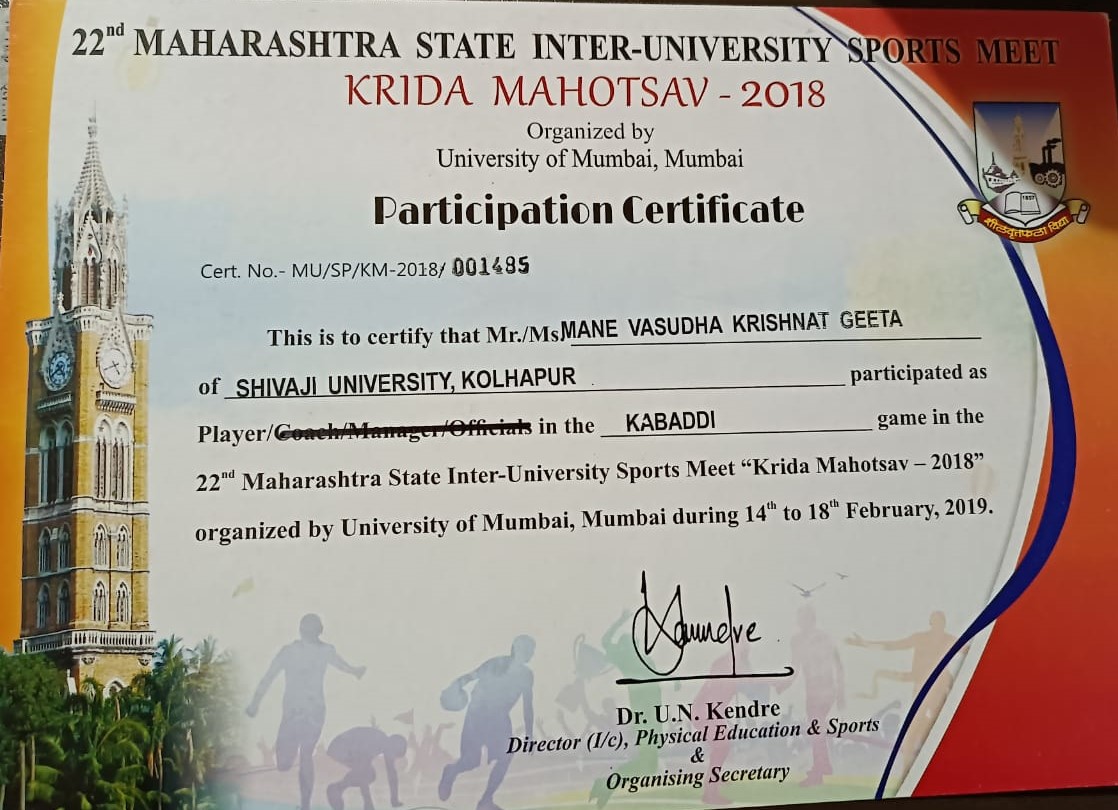 22nd MAHARASHTRA STATE INTER-UNIVERSITY SPORTS MEET
KRIDA MAHOTSAV - 2018
Organized by
University of Mumbai, Mumbai
Participation Certificate
1857
शीलवृतफला विद्या
Cert. No.- MU/SP/KM-2018/ 001485
This is to certify that Mr./Ms. MANE VASUDHA KRISHNAT GEETA
of SHIVAJI UNIVERSITY, KOLHAPUR participated as
Player/Coach/Manager/Officials in the KABADDI game in the
22nd Maharashtra State Inter-University Sports Meet “Krida Mahotsav – 2018”
organized by University of Mumbai, Mumbai during 14th to 18th February, 2019.
Dr. U.N. Kendre
Director (I/c), Physical Education & Sports
&
Organising Secretary